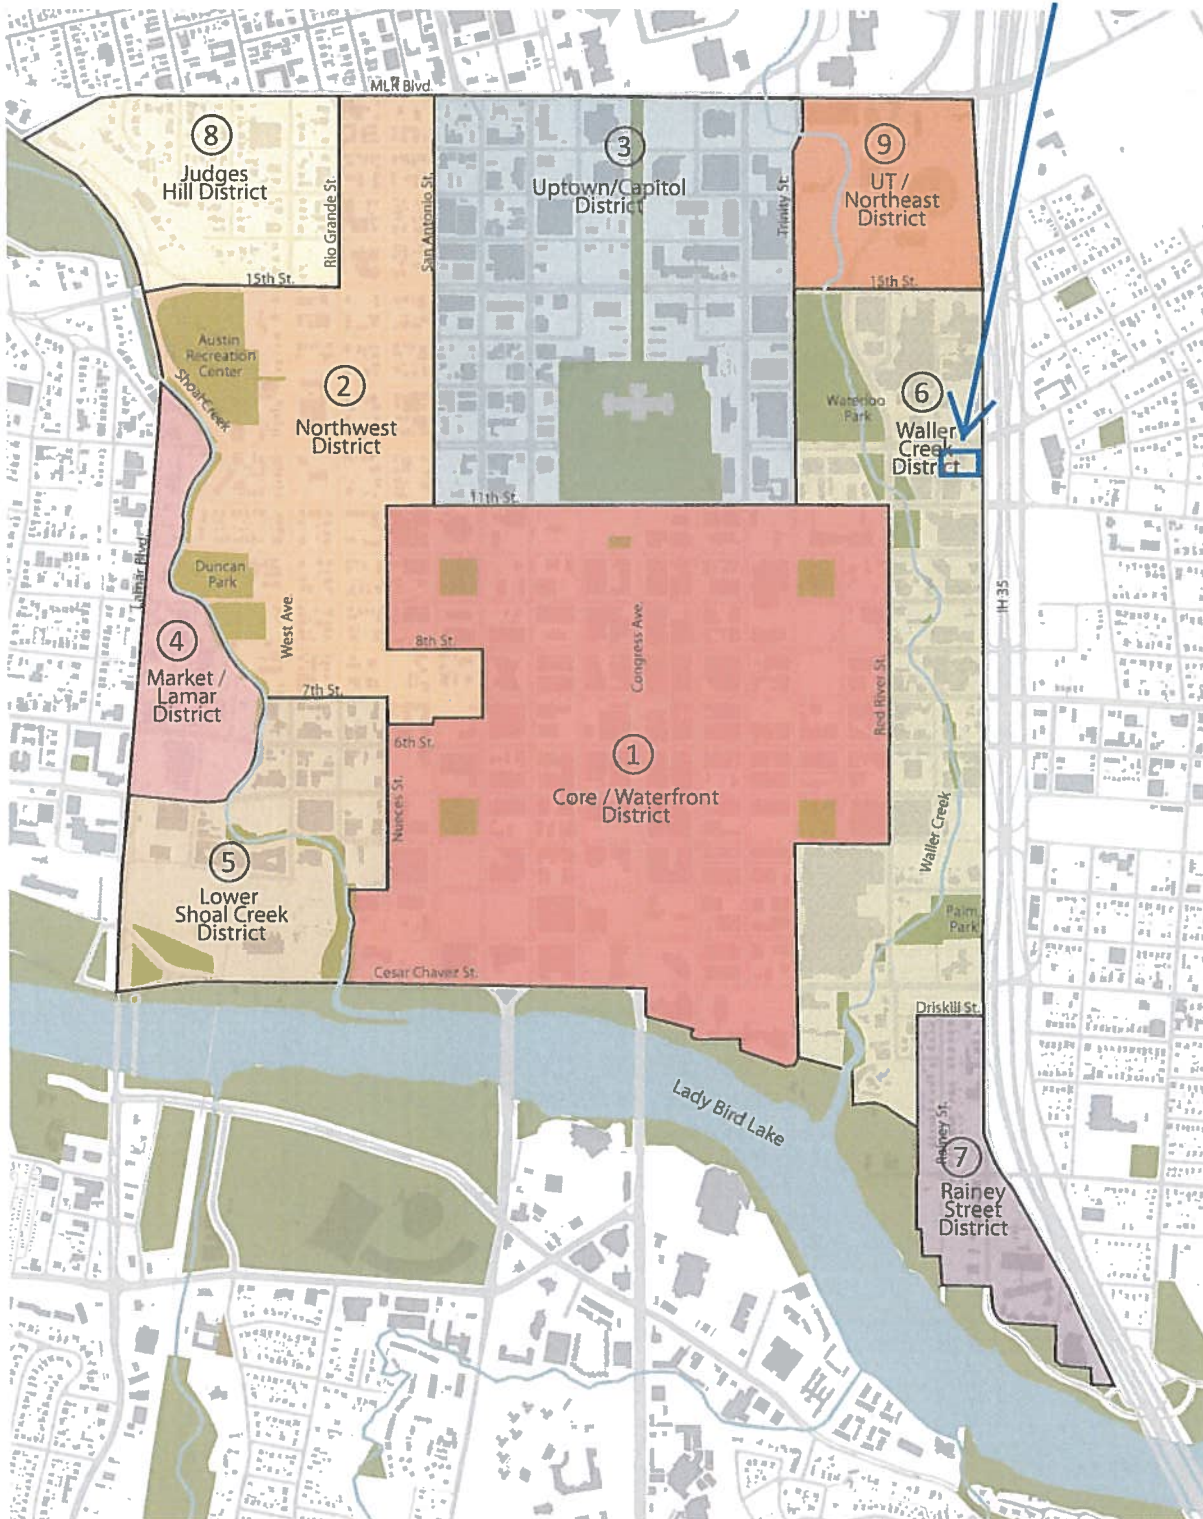 MLK Blvd.
8
Judges
Hill District
Rio Grande St.
San Antonio St.
3
Uptown/Capitol
District
Trinity St.
9
UT /
Northeast
District
15th St.
15th St.
Austin
Recreation
Center
Shoal Creek
2
Northwest
District
Waterloo
Park
6
Waller
Creek
District
11th St.
Lamar Blvd.
Duncan
Park
West Ave.
Congress Ave.
IH 35
4
Market /
Lamar
District
8th St.
7th St.
6th St.
Red River St.
1
Core / Waterfront
District
Nueces St.
Waller Creek
5
Lower
Shoal Creek
District
Palm
Park
Cesar Chavez St.
Driskill St.
Lady Bird Lake
Rainey St.
7
Rainey
Street
District